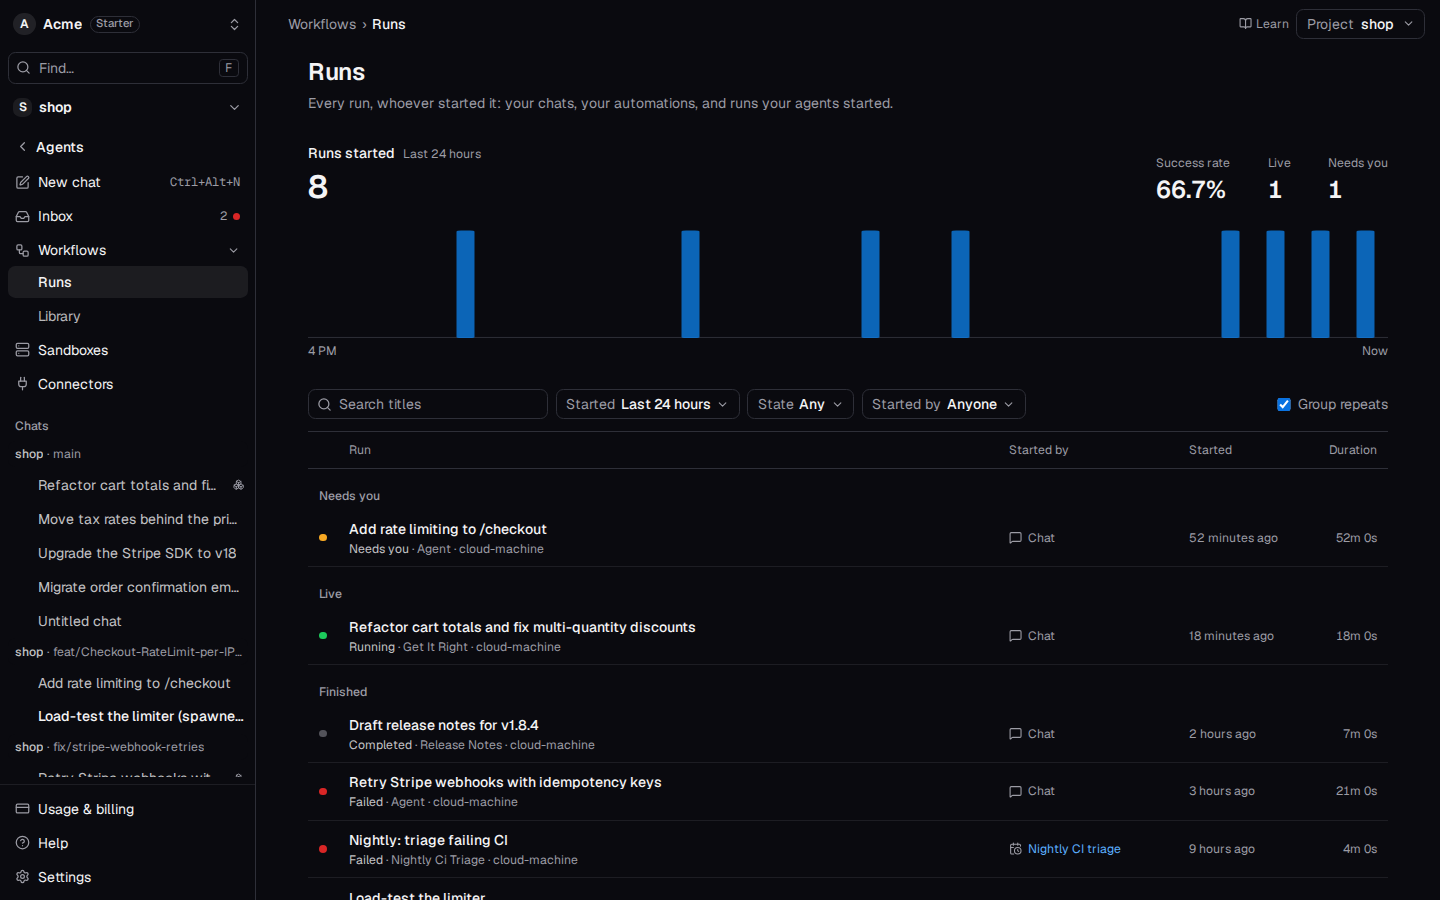 A Acme Starter
Find... F
S shop
Agents
New chat Ctrl+Alt+N
Inbox 2
Workflows
Runs
Library
Sandboxes
Connectors
Chats
shop · main
Refactor cart totals and fi...
Move tax rates behind the pri...
Upgrade the Stripe SDK to v18
Migrate order confirmation em...
Untitled chat
shop · feat/Checkout-RateLimit-per-IP...
Add rate limiting to /checkout
Load-test the limiter (spawne...
shop · fix/stripe-webhook-retries
Retry Stripe webhooks wit...
Usage & billing
Help
Settings
Workflows › Runs
Learn
Project shop
Runs
Every run, whoever started it: your chats, your automations, and runs your agents started.
Runs started Last 24 hours
8
Success rate Live Needs you
66.7% 1 1
4 PM Now
Search titles
Started Last 24 hours
State Any
Started by Anyone
Group repeats
Run Started by Started Duration
Needs you
Add rate limiting to /checkout
Needs you · Agent · cloud-machine
Chat 52 minutes ago 52m 0s
Live
Refactor cart totals and fix multi-quantity discounts
Running · Get It Right · cloud-machine
Chat 18 minutes ago 18m 0s
Finished
Draft release notes for v1.8.4
Completed · Release Notes · cloud-machine
Chat 2 hours ago 7m 0s
Retry Stripe webhooks with idempotency keys
Failed · Agent · cloud-machine
Chat 3 hours ago 21m 0s
Nightly: triage failing CI
Failed · Nightly Ci Triage · cloud-machine
Nightly CI triage 9 hours ago 4m 0s
Load-test the limiter